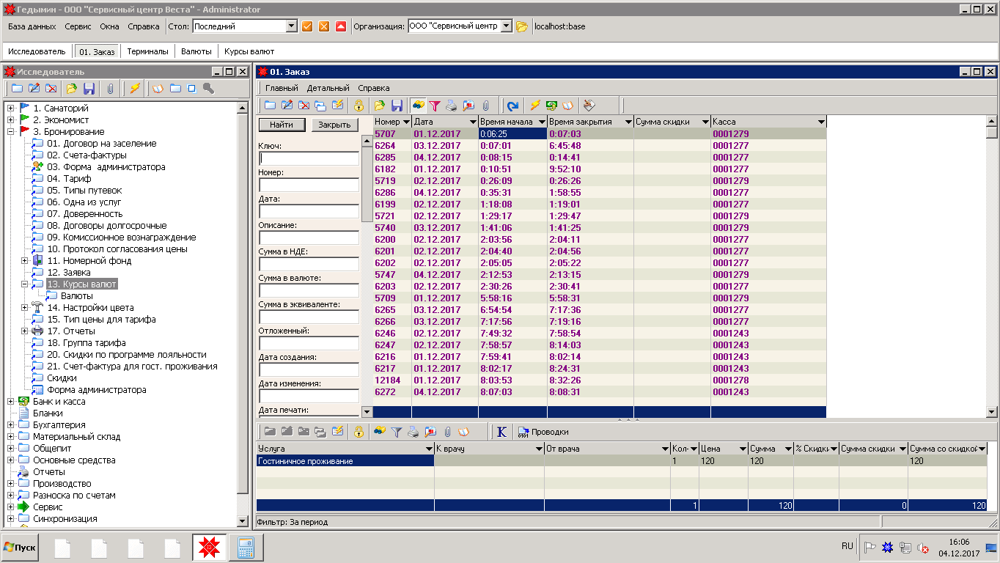 Гедымин - ООО "Сервисный центр Веста" - Administrator
База данных Сервис Окна Справка Стол: Последний Организация: ООО "Сервисный центр localhost:base
Исследователь 01. Заказ Терминалы Валюты Курсы валют
Исследователь
1. Санаторий
2. Экономист
3. Бронирование
01. Договор на заселение
02. Счета-фактуры
03. Форма администратора
04. Тариф
05. Типы путевок
06. Одна из услуг
07. Доверенность
08. Договоры долгосрочные
09. Комиссионное вознаграждение
10. Протокол согласования цены
11. Номерной фонд
12. Заявка
13. Курсы валют
Валюты
14. Настройки цвета
15. Тип цены для тарифа
17. Отчеты
18. Группа тарифа
20. Скидки по программе лояльности
21. Счет-фактура для гост. проживания
Скидки
Форма администратора
Банк и касса
Бланки
Бухгалтерия
Материальный склад
Общепит
Основные средства
Отчеты
Производство
Разноска по счетам
Сервис
Синхронизация
01. Заказ
Главный Детальный Справка
Найти Закрыть
Ключ:
Номер:
Дата:
Описание:
Сумма в НДЕ:
Сумма в валюте:
Сумма в эквиваленте:
Отложенный:
Дата создания:
Дата изменения:
Дата печати:
Номер Дата Время начала Время закрытия Сумма скидки Касса
5707 01.12.2017 0:06:25 0:07:03 0001279
6264 03.12.2017 0:07:01 6:45:48 0001277
6285 04.12.2017 0:08:15 0:14:41 0001277
6182 01.12.2017 0:10:51 9:52:10 0001277
5719 02.12.2017 0:26:09 0:26:26 0001279
6286 04.12.2017 0:35:31 1:58:55 0001277
6199 02.12.2017 1:18:08 1:19:01 0001277
5721 02.12.2017 1:29:17 1:29:47 0001279
5740 03.12.2017 1:41:06 1:41:25 0001279
6200 02.12.2017 2:03:56 2:04:11 0001277
6201 02.12.2017 2:04:40 2:04:56 0001277
6202 02.12.2017 2:05:05 2:05:22 0001277
5747 04.12.2017 2:12:53 2:13:15 0001279
6203 02.12.2017 2:30:26 2:30:41 0001277
5709 01.12.2017 5:58:16 5:58:31 0001279
6265 03.12.2017 6:54:54 7:17:36 0001277
6266 03.12.2017 7:17:56 7:19:16 0001277
6246 02.12.2017 7:49:32 7:58:54 0001243
6247 02.12.2017 7:58:57 8:14:03 0001243
6216 01.12.2017 7:59:41 8:02:14 0001243
6217 01.12.2017 8:02:17 8:24:31 0001243
12184 01.12.2017 8:03:53 8:32:26 0001278
6272 04.12.2017 8:07:03 8:08:31 0001243
K Проводки
Услуга К врачу От врача Кол- Цена Сумма % Скидки Сумма скидки Сумма со скидкой
Гостиничное проживание 1 120 120 120
1 120 0 120
Фильтр: За период
Пуск RU 16:06
04.12.2017